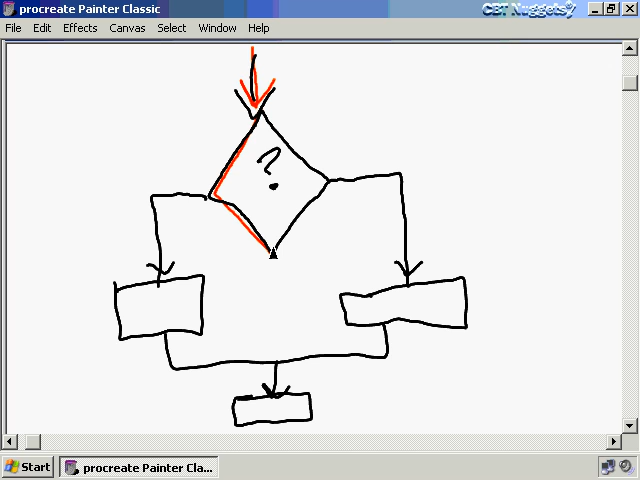 procreate Painter Classic
CBT Nuggets
File Edit Effects Canvas Select Window Help
?
Start
procreate Painter Cla...